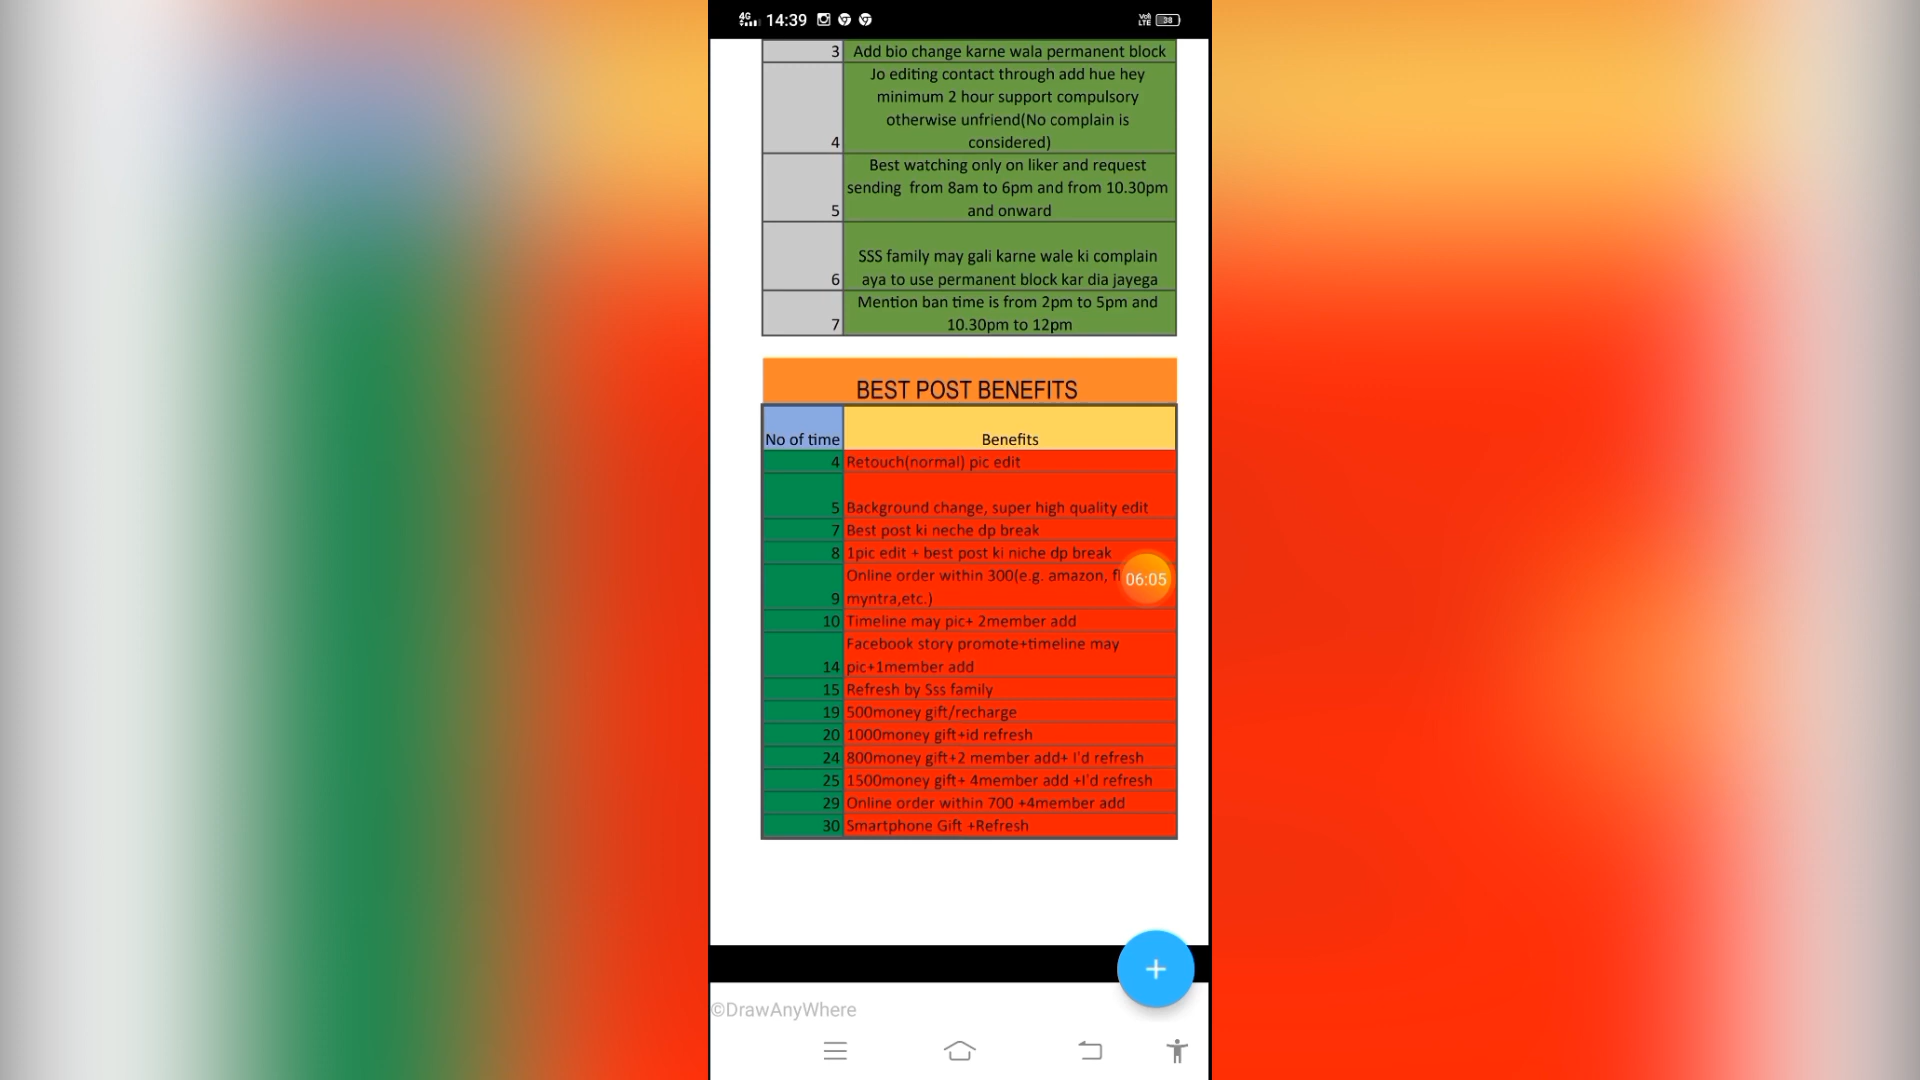 4G 14:39 Vo) LTE 38
3 Add bio change karne wala permanent block
Jo editing contact through add hue hey
minimum 2 hour support compulsory
otherwise unfriend(No complain is
4 considered)
Best watching only on liker and request
sending from 8am to 6pm and from 10.30pm
5 and onward
SSS family may gali karne wale ki complain
6 aya to use permanent block kar dia jayega
Mention ban time is from 2pm to 5pm and
7 10.30pm to 12pm
BEST POST BENEFITS
No of time Benefits
4 Retouch(normal) pic edit
5 Background change, super high quality edit
7 Best post ki neche dp break
8 1pic edit + best post ki niche dp break
Online order within 300(e.g. amazon,
06:05
9 myntra,etc.)
10 Timeline may pic+ 2member add
Facebook story promote+timeline may
14 pic+1member add
15 Refresh by Sss family
19 500money gift/recharge
20 1000money gift+id refresh
24 800money gift+2 member add+ I'd refresh
25 1500money gift+ 4member add +I'd refresh
29 Online order within 700 +4member add
30 Smartphone Gift +Refresh
©DrawAnyWhere